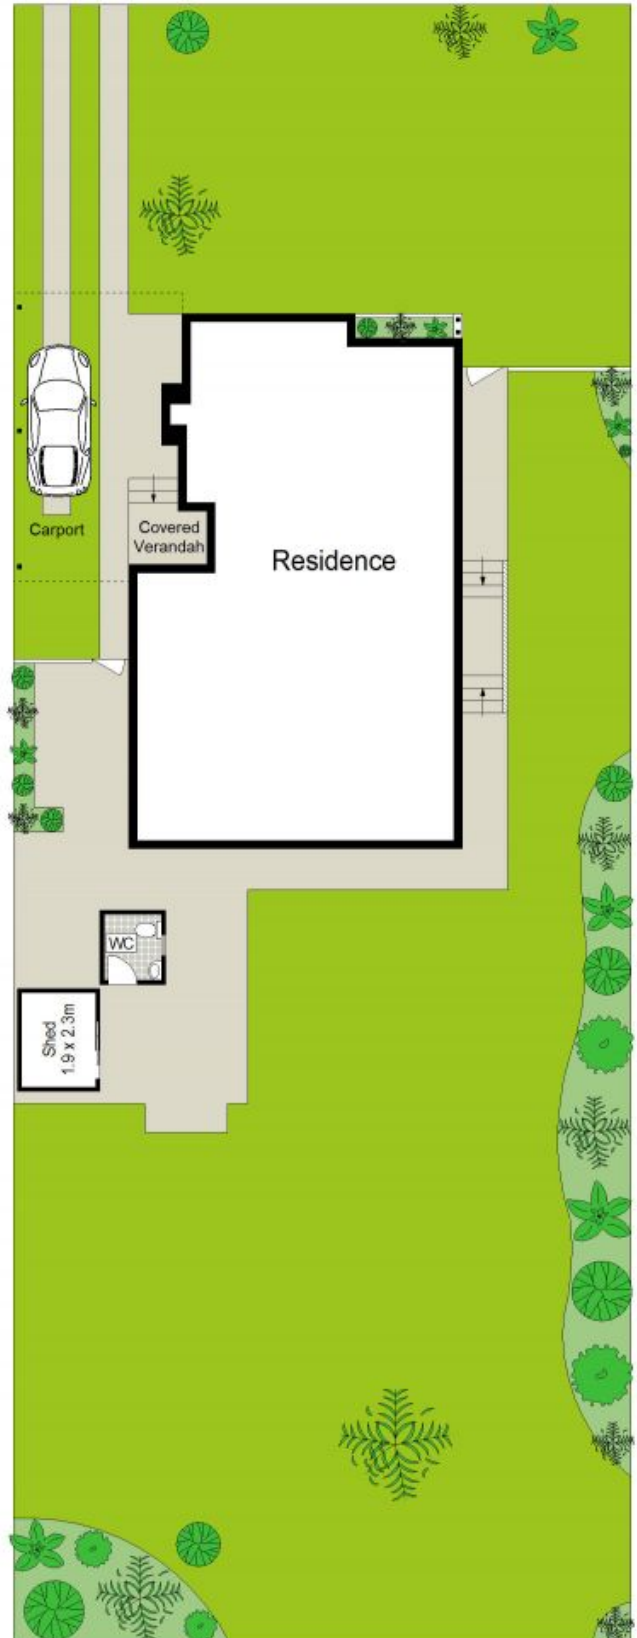 Carport
Covered
Verandah
Residence
WC
Shed
1.9 x 2.3m